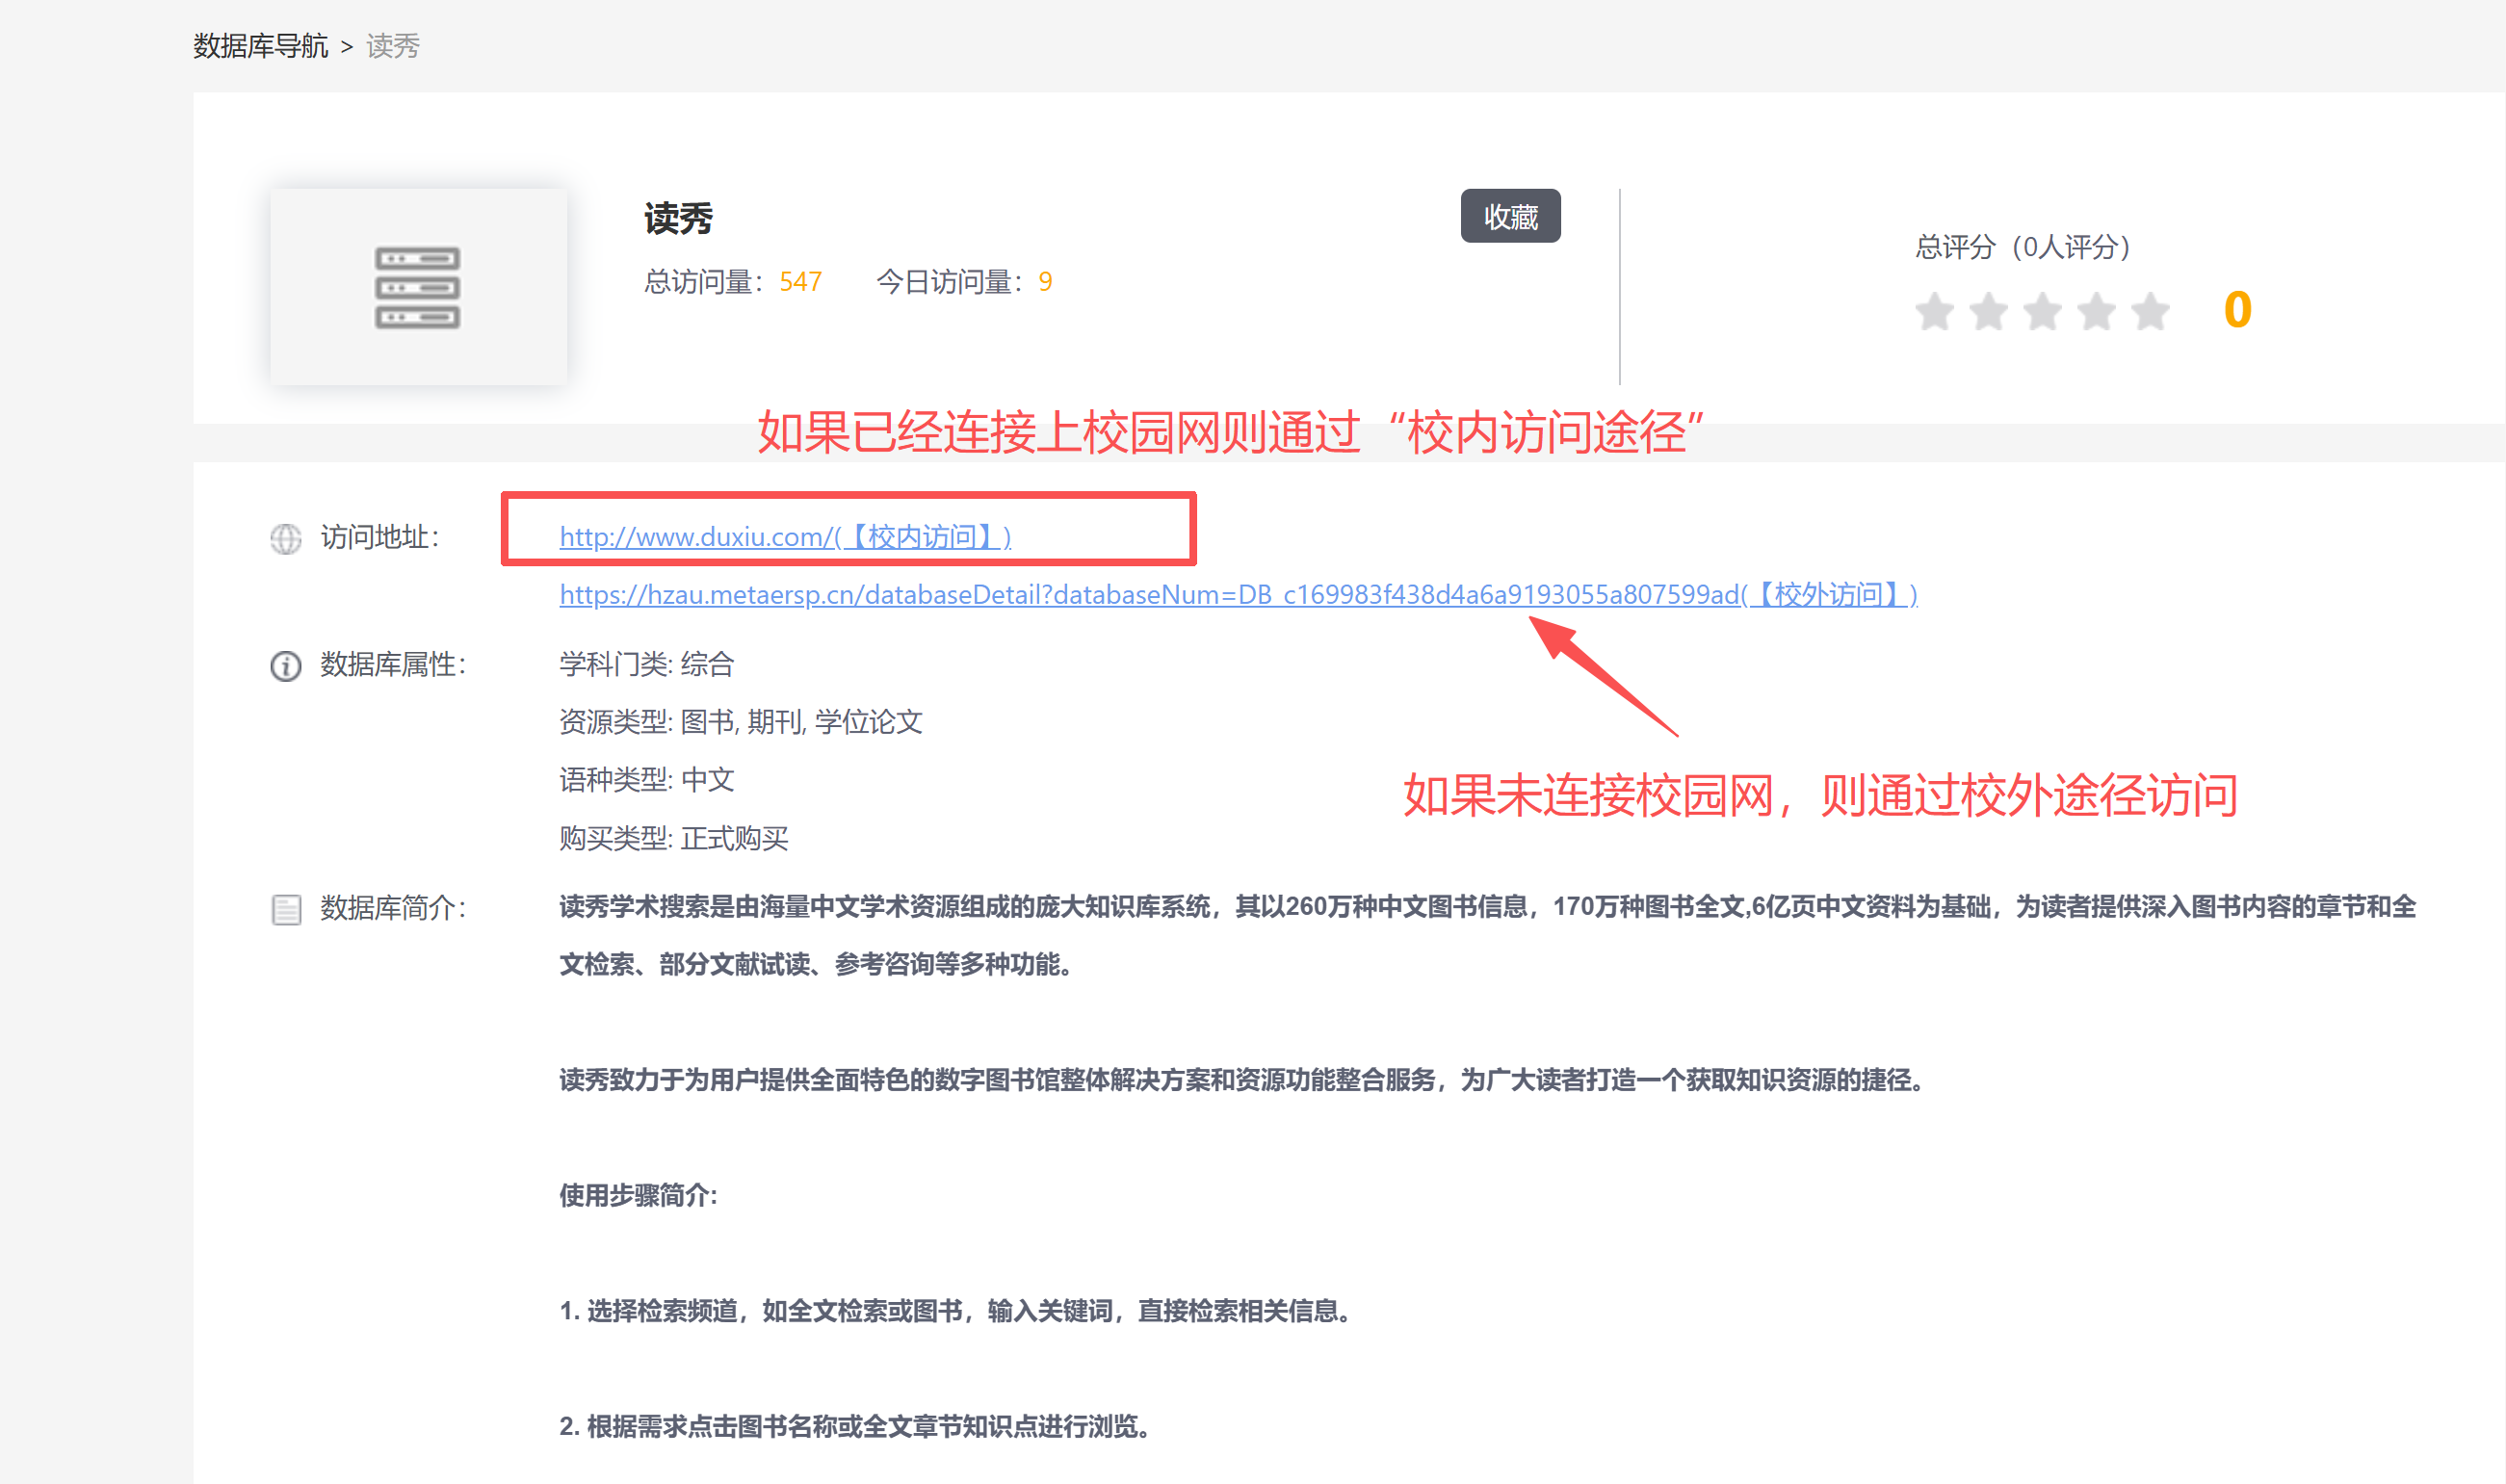 数据库导航 > 读秀
读秀
收藏
总访问量：547 今日访问量：9
总评分（0人评分）
0
如果已经连接上校园网则通过“校内访问途径”
访问地址：
http://www.duxiu.com/(【校内访问】)
https://hzau.metaersp.cn/databaseDetail?databaseNum=DB_c169983f438d4a6a9193055a807599ad(【校外访问】)
数据库属性：
学科门类: 综合
资源类型: 图书, 期刊, 学位论文
语种类型: 中文
如果未连接校园网，则通过校外途径访问
购买类型: 正式购买
数据库简介：
读秀学术搜索是由海量中文学术资源组成的庞大知识库系统，其以260万种中文图书信息，170万种图书全文,6亿页中文资料为基础，为读者提供深入图书内容的章节和全
文检索、部分文献试读、参考咨询等多种功能。
读秀致力于为用户提供全面特色的数字图书馆整体解决方案和资源功能整合服务，为广大读者打造一个获取知识资源的捷径。
使用步骤简介:
1. 选择检索频道，如全文检索或图书，输入关键词，直接检索相关信息。
2. 根据需求点击图书名称或全文章节知识点进行浏览。